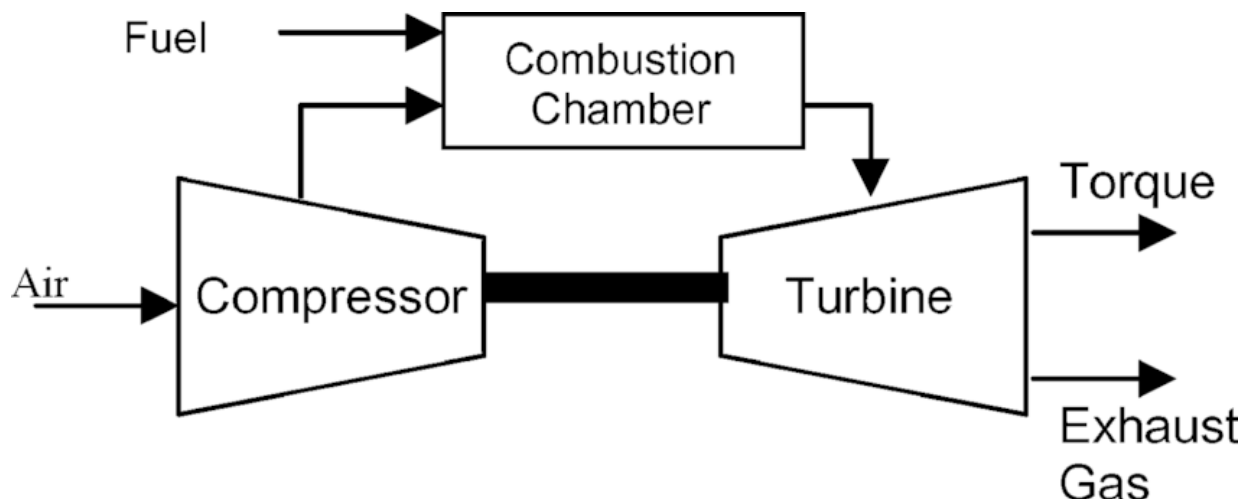 Fuel
Combustion
Chamber
Torque
Air
Compressor
Turbine
Exhaust
Gas